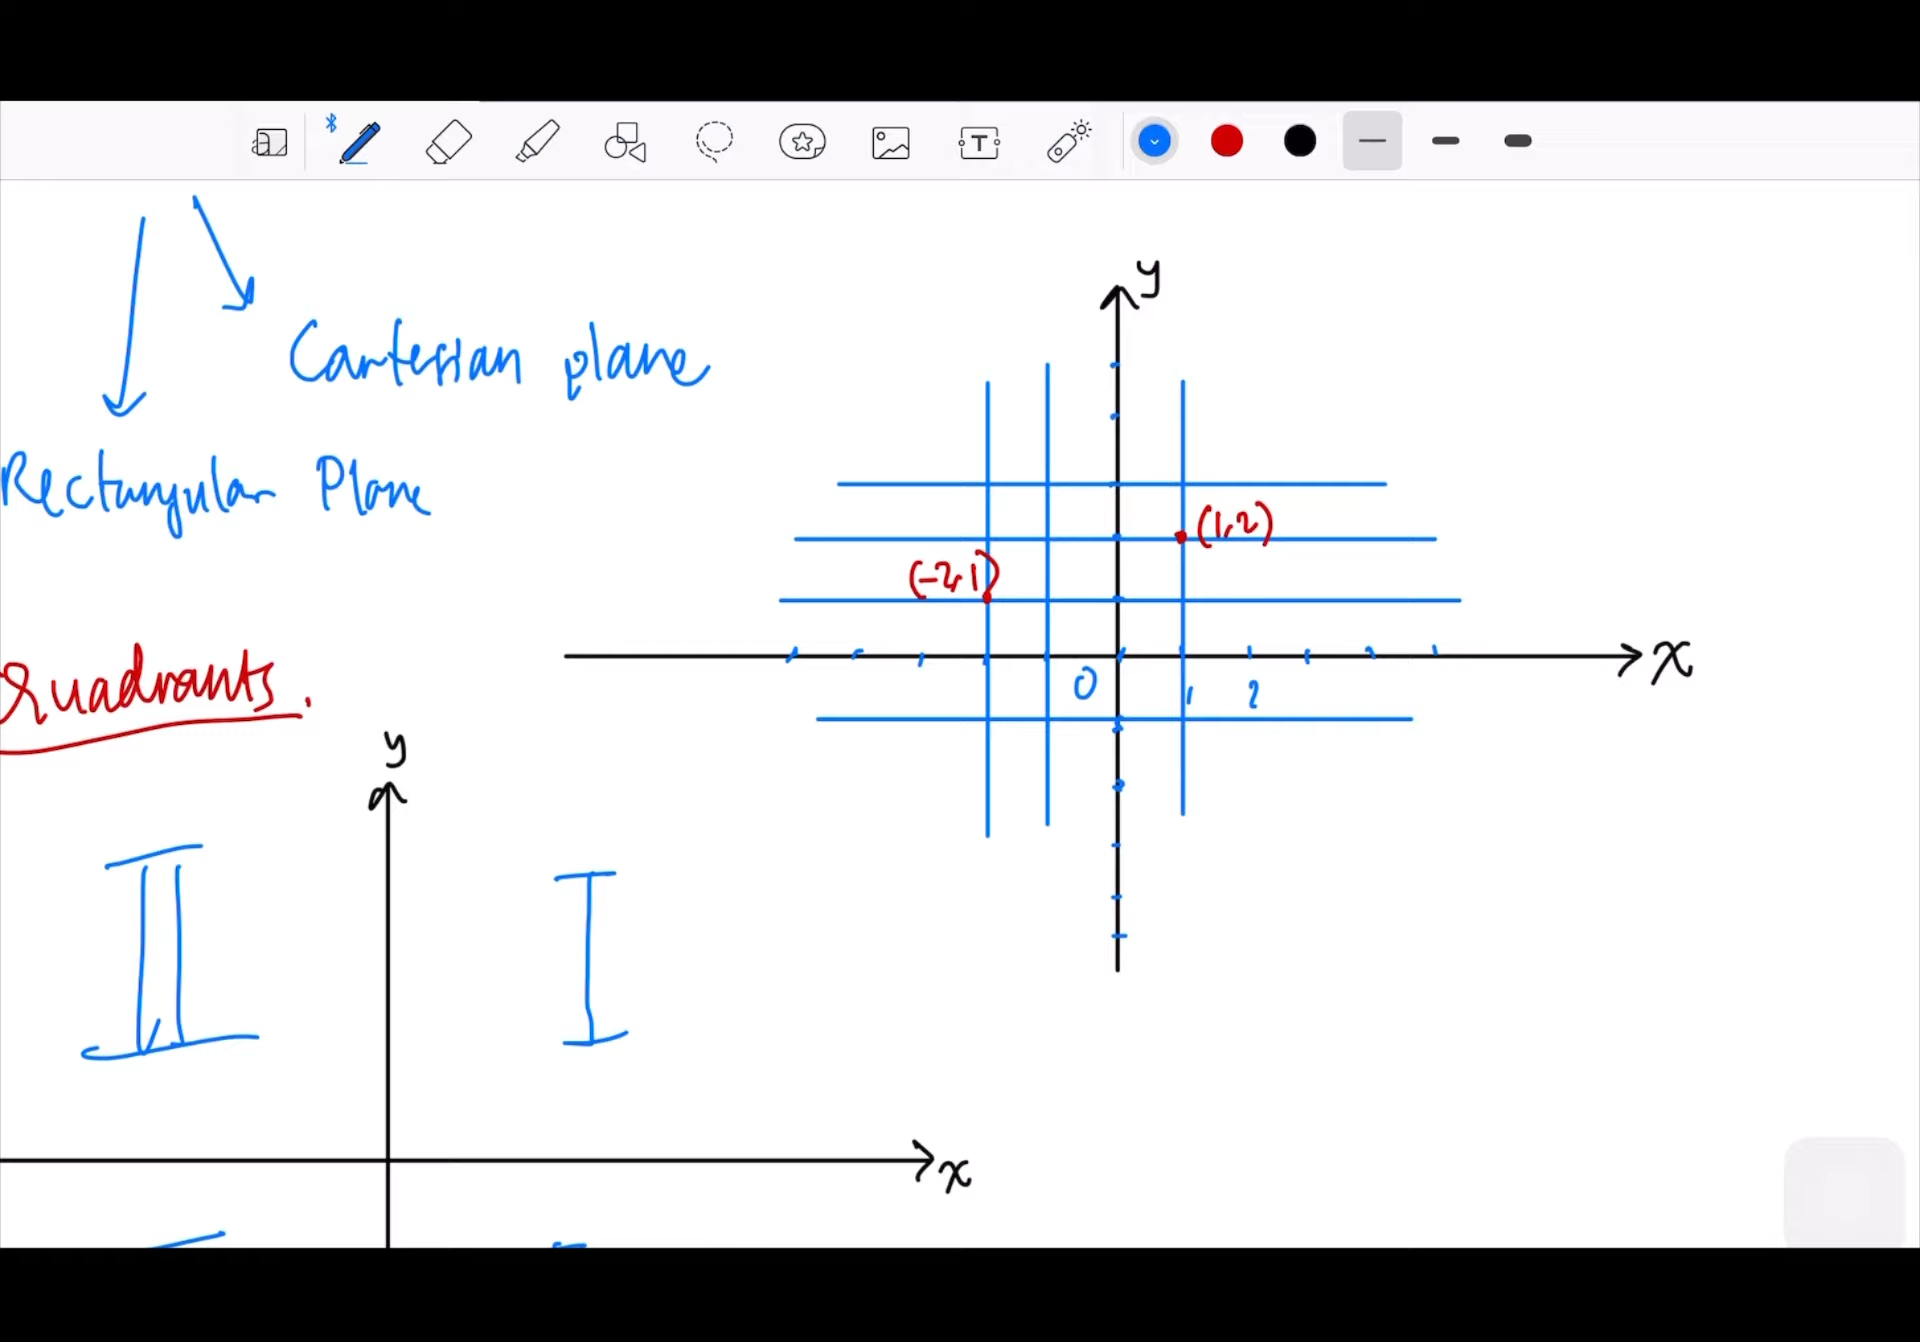 Cartesian plane
Rectangular Plane
y
(1,2)
(-2,1)
0
1
2
x
Quadrants.
y
II
I
x